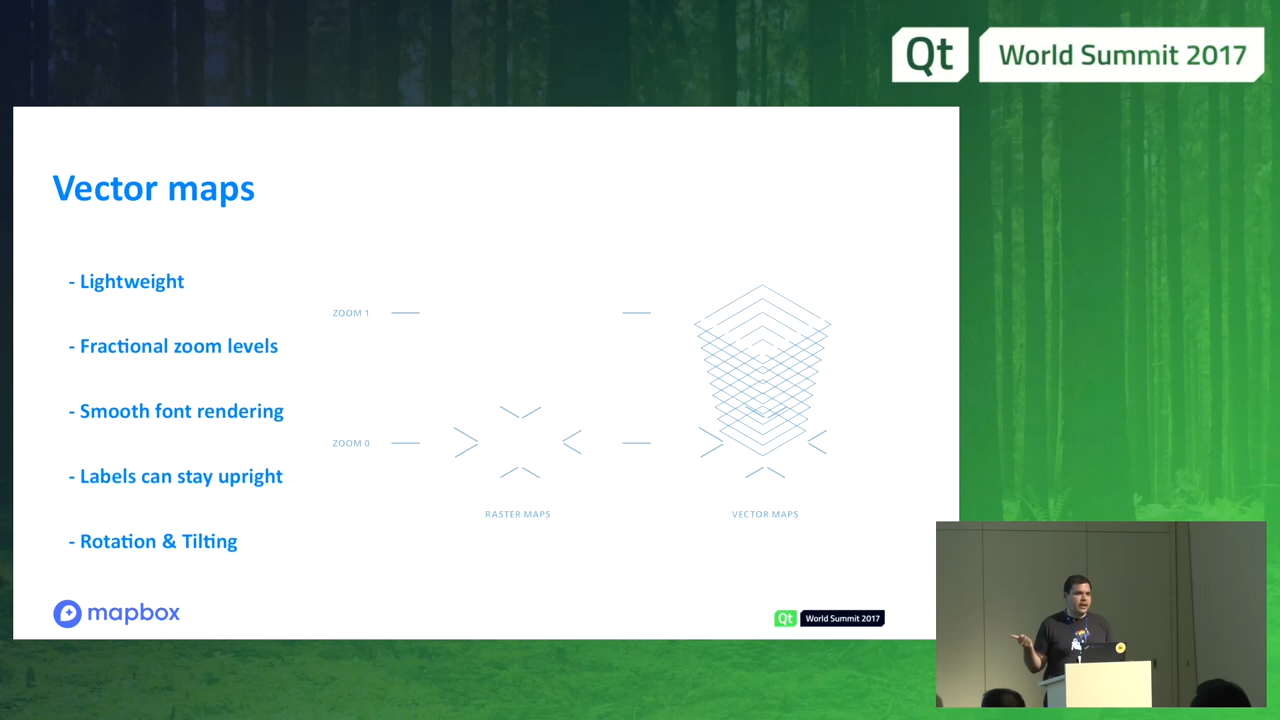 Qt World Summit 2017
Vector maps
- Lightweight
- Fractional zoom levels
- Smooth font rendering
- Labels can stay upright
- Rotation & Tilting
ZOOM 1
ZOOM 0
RASTER MAPS
VECTOR MAPS
mapbox
Qt World Summit 2017